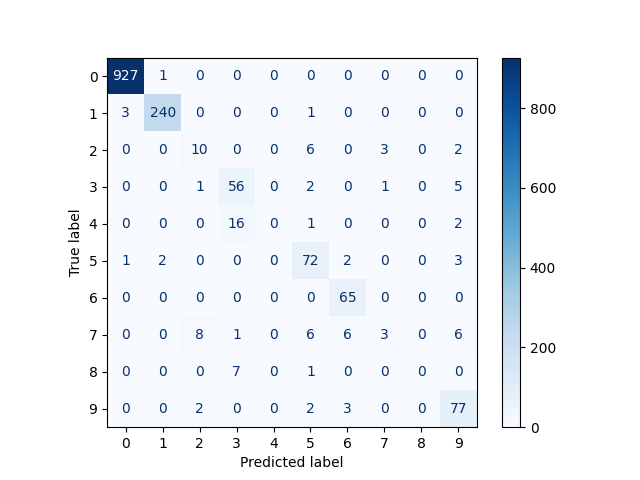 0 927 1 0 0 0 0 0 0 0 0
1 3 240 0 0 0 1 0 0 0 0
2 0 0 10 0 0 6 0 3 0 2
3 0 0 1 56 0 2 0 1 0 5
4 0 0 0 16 0 1 0 0 0 2
5 1 2 0 0 0 72 2 0 0 3
6 0 0 0 0 0 0 65 0 0 0
7 0 0 8 1 0 6 6 3 0 6
8 0 0 0 7 0 1 0 0 0 0
9 0 0 2 0 0 2 3 0 0 77
0 1 2 3 4 5 6 7 8 9
Predicted label
True label
800
600
400
200
0